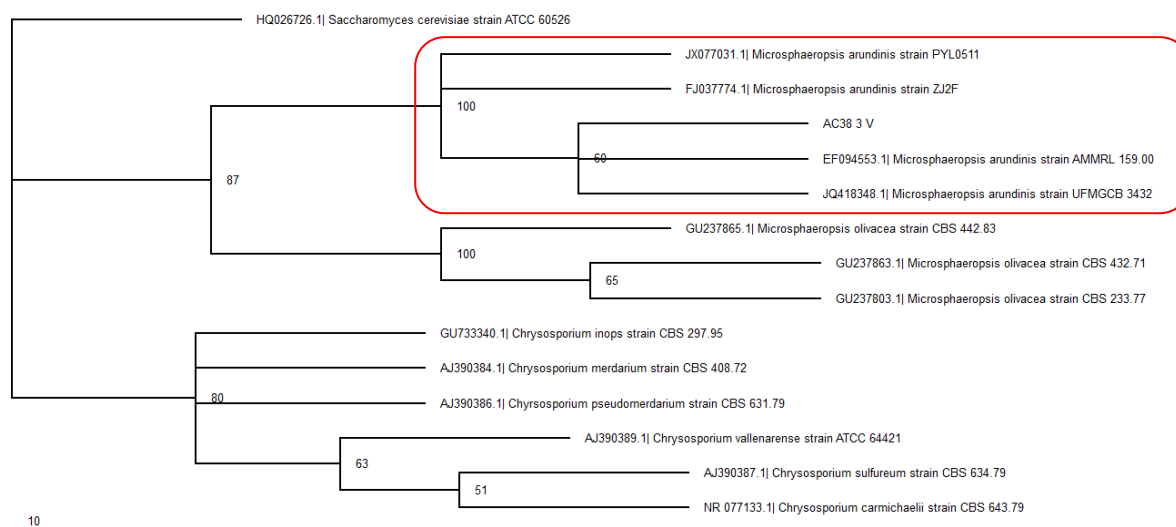 HQ026726.1| Saccharomyces cerevisiae strain ATCC 60526
JX077031.1| Microsphaeropsis arundinis strain PYL0511
FJ037774.1| Microsphaeropsis arundinis strain ZJ2F
100
AC38 3 V
60
EF094553.1| Microsphaeropsis arundinis strain AMMRL 159.00
87
JQ418348.1| Microsphaeropsis arundinis strain UFMGCB 3432
GU237865.1| Microsphaeropsis olivacea strain CBS 442.83
100
GU237863.1| Microsphaeropsis olivacea strain CBS 432.71
65
GU237803.1| Microsphaeropsis olivacea strain CBS 233.77
GU733340.1| Chrysosporium inops strain CBS 297.95
AJ390384.1| Chrysosporium merdarium strain CBS 408.72
80
AJ390386.1| Chyrsosporium pseudomerdarium strain CBS 631.79
AJ390389.1| Chrysosporium vallenarense strain ATCC 64421
63
AJ390387.1| Chrysosporium sulfureum strain CBS 634.79
51
NR 077133.1| Chrysosporium carmichaelii strain CBS 643.79
10